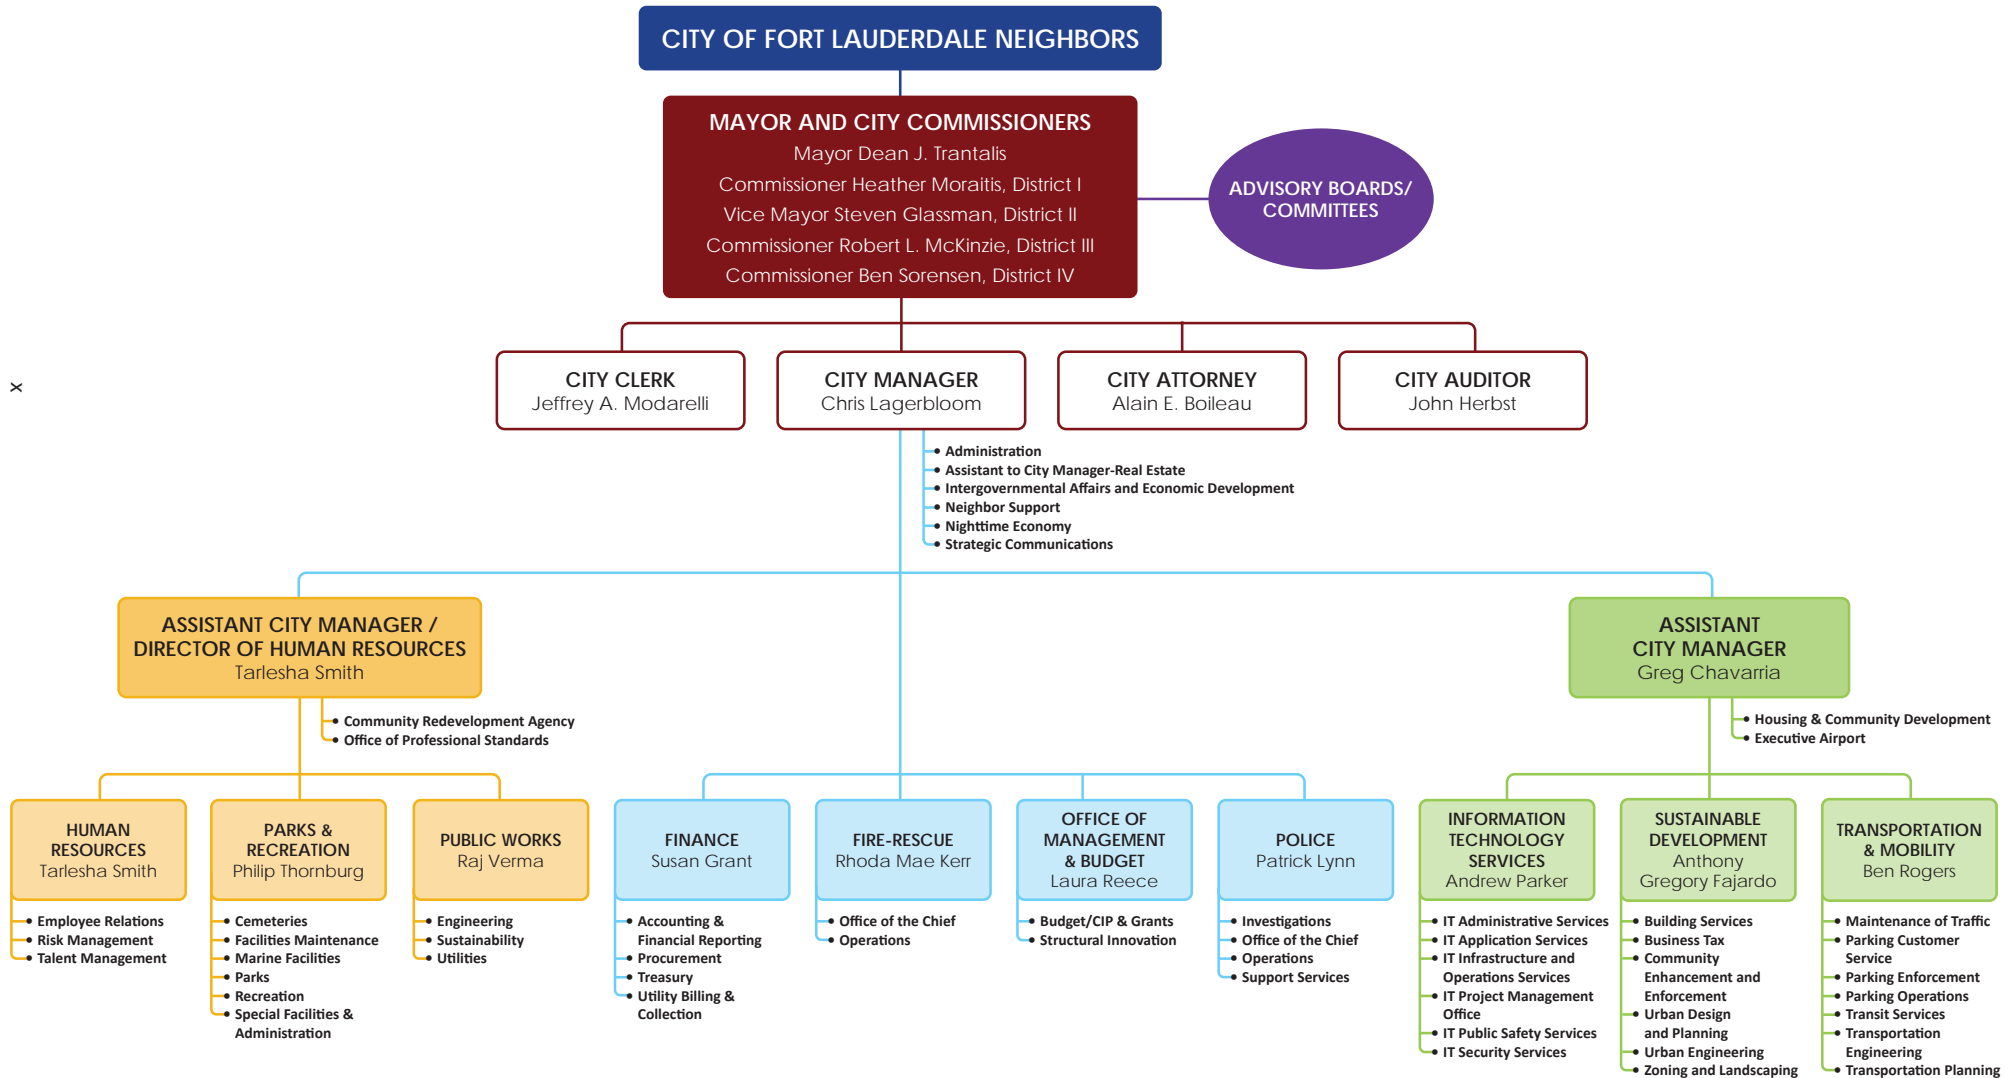 CITY OF FORT LAUDERDALE NEIGHBORS
MAYOR AND CITY COMMISSIONERS
Mayor Dean J. Trantalis
Commissioner Heather Moraitis, District I
Vice Mayor Steven Glassman, District II
Commissioner Robert L. McKinzie, District III
Commissioner Ben Sorensen, District IV
ADVISORY BOARDS/
COMMITTEES
x
CITY CLERK
Jeffrey A. Modarelli
CITY MANAGER
Chris Lagerbloom
CITY ATTORNEY
Alain E. Boileau
CITY AUDITOR
John Herbst
• Administration
• Assistant to City Manager-Real Estate
• Intergovernmental Affairs and Economic Development
• Neighbor Support
• Nighttime Economy
• Strategic Communications
ASSISTANT CITY MANAGER /
DIRECTOR OF HUMAN RESOURCES
Tarlesha Smith
• Community Redevelopment Agency
• Office of Professional Standards
ASSISTANT
CITY MANAGER
Greg Chavarria
• Housing & Community Development
• Executive Airport
HUMAN
RESOURCES
Tarlesha Smith
• Employee Relations
• Risk Management
• Talent Management
PARKS &
RECREATION
Philip Thornburg
• Cemeteries
• Facilities Maintenance
• Marine Facilities
• Parks
• Recreation
• Special Facilities &
Administration
PUBLIC WORKS
Raj Verma
• Engineering
• Sustainability
• Utilities
FINANCE
Susan Grant
• Accounting &
Financial Reporting
• Procurement
• Treasury
• Utility Billing &
Collection
FIRE-RESCUE
Rhoda Mae Kerr
• Office of the Chief
• Operations
OFFICE OF
MANAGEMENT
& BUDGET
Laura Reece
• Budget/CIP & Grants
• Structural Innovation
POLICE
Patrick Lynn
• Investigations
• Office of the Chief
• Operations
• Support Services
INFORMATION
TECHNOLOGY
SERVICES
Andrew Parker
• IT Administrative Services
• IT Application Services
• IT Infrastructure and
Operations Services
• IT Project Management
Office
• IT Public Safety Services
• IT Security Services
SUSTAINABLE
DEVELOPMENT
Anthony
Gregory Fajardo
• Building Services
• Business Tax
• Community
Enhancement and
Enforcement
• Urban Design
and Planning
• Urban Engineering
• Zoning and Landscaping
TRANSPORTATION
& MOBILITY
Ben Rogers
• Maintenance of Traffic
• Parking Customer
Service
• Parking Enforcement
• Parking Operations
• Transit Services
• Transportation
Engineering
• Transportation Planning